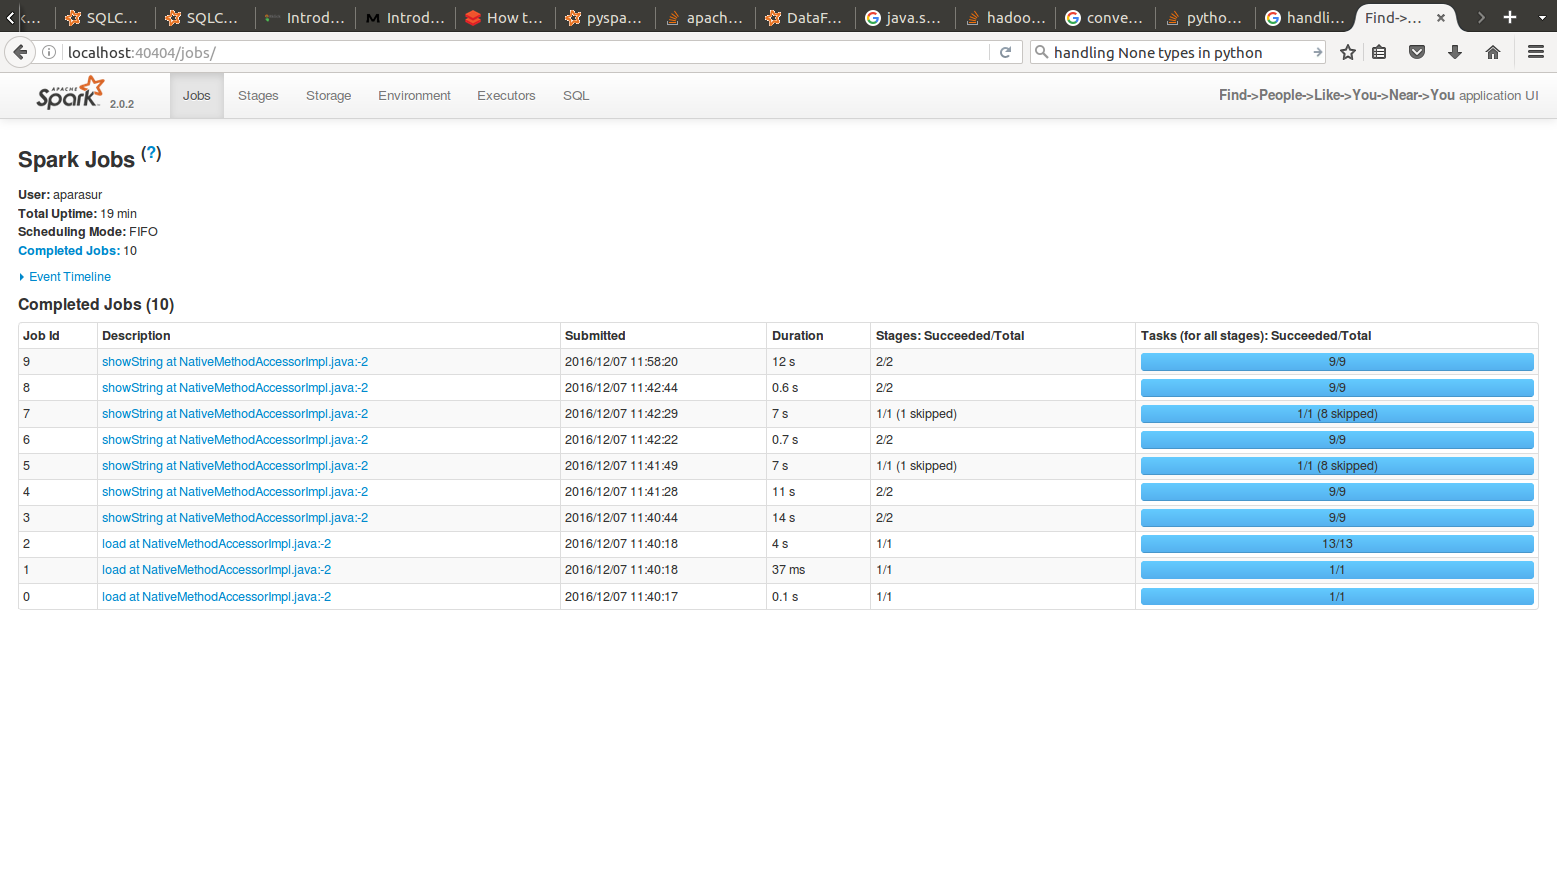 ‹...
SQLC...
SQLC...
Introd...
Introd...
How t...
pyspa...
apach...
DataF...
java.s...
hadoo...
conve...
pytho...
handli...
Find->...
localhost:40404/jobs/
handling None types in python
APACHE Spark 2.0.2
Jobs Stages Storage Environment Executors SQL
Find->People->Like->You->Near->You application UI
Spark Jobs (?)
User: aparasur
Total Uptime: 19 min
Scheduling Mode: FIFO
Completed Jobs: 10
Event Timeline
Completed Jobs (10)
Job Id Description Submitted Duration Stages: Succeeded/Total Tasks (for all stages): Succeeded/Total
9 showString at NativeMethodAccessorImpl.java:-2 2016/12/07 11:58:20 12 s 2/2 9/9
8 showString at NativeMethodAccessorImpl.java:-2 2016/12/07 11:42:44 0.6 s 2/2 9/9
7 showString at NativeMethodAccessorImpl.java:-2 2016/12/07 11:42:29 7 s 1/1 (1 skipped) 1/1 (8 skipped)
6 showString at NativeMethodAccessorImpl.java:-2 2016/12/07 11:42:22 0.7 s 2/2 9/9
5 showString at NativeMethodAccessorImpl.java:-2 2016/12/07 11:41:49 7 s 1/1 (1 skipped) 1/1 (8 skipped)
4 showString at NativeMethodAccessorImpl.java:-2 2016/12/07 11:41:28 11 s 2/2 9/9
3 showString at NativeMethodAccessorImpl.java:-2 2016/12/07 11:40:44 14 s 2/2 9/9
2 load at NativeMethodAccessorImpl.java:-2 2016/12/07 11:40:18 4 s 1/1 13/13
1 load at NativeMethodAccessorImpl.java:-2 2016/12/07 11:40:18 37 ms 1/1 1/1
0 load at NativeMethodAccessorImpl.java:-2 2016/12/07 11:40:17 0.1 s 1/1 1/1